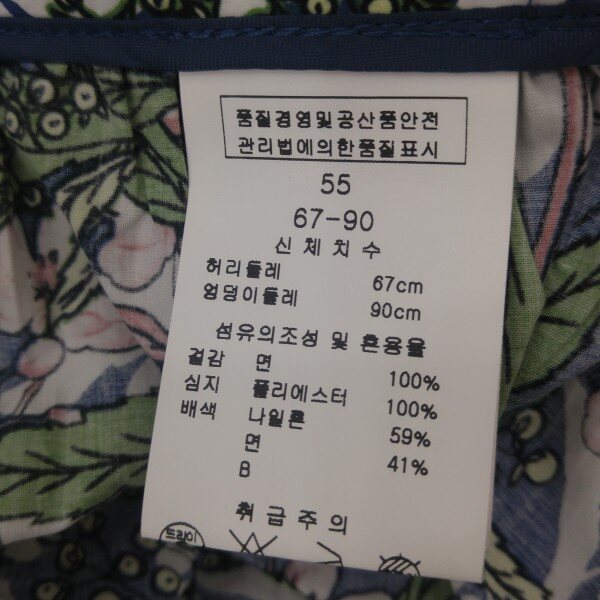 품질경영및공산품안전
관리법에의한품질표시
55
67-90
신체치수
허리둘레 67cm
엉덩이둘레 90cm
섬유의조성 및 혼용율
겉감 면 100%
심지 폴리에스터 100%
배색 나일론 59%
면 41%
B
취급주의
드라이